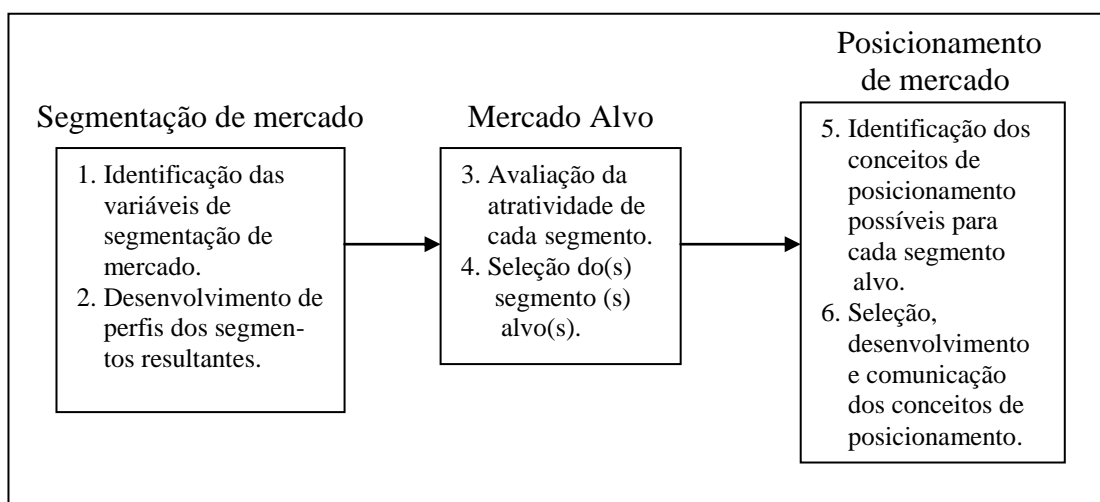 Segmentação de mercado
1. Identificação das
variáveis de
segmentação de
mercado.
2. Desenvolvimento de
perfis dos segmen-
tos resultantes.
Mercado Alvo
3. Avaliação da
atratividade de
cada segmento.
4. Seleção do(s)
segmento (s)
alvo(s).
Posicionamento
de mercado
5. Identificação dos
conceitos de
posicionamento
possíveis para
cada segmento
alvo.
6. Seleção,
desenvolvimento
e comunicação
dos conceitos de
posicionamento.